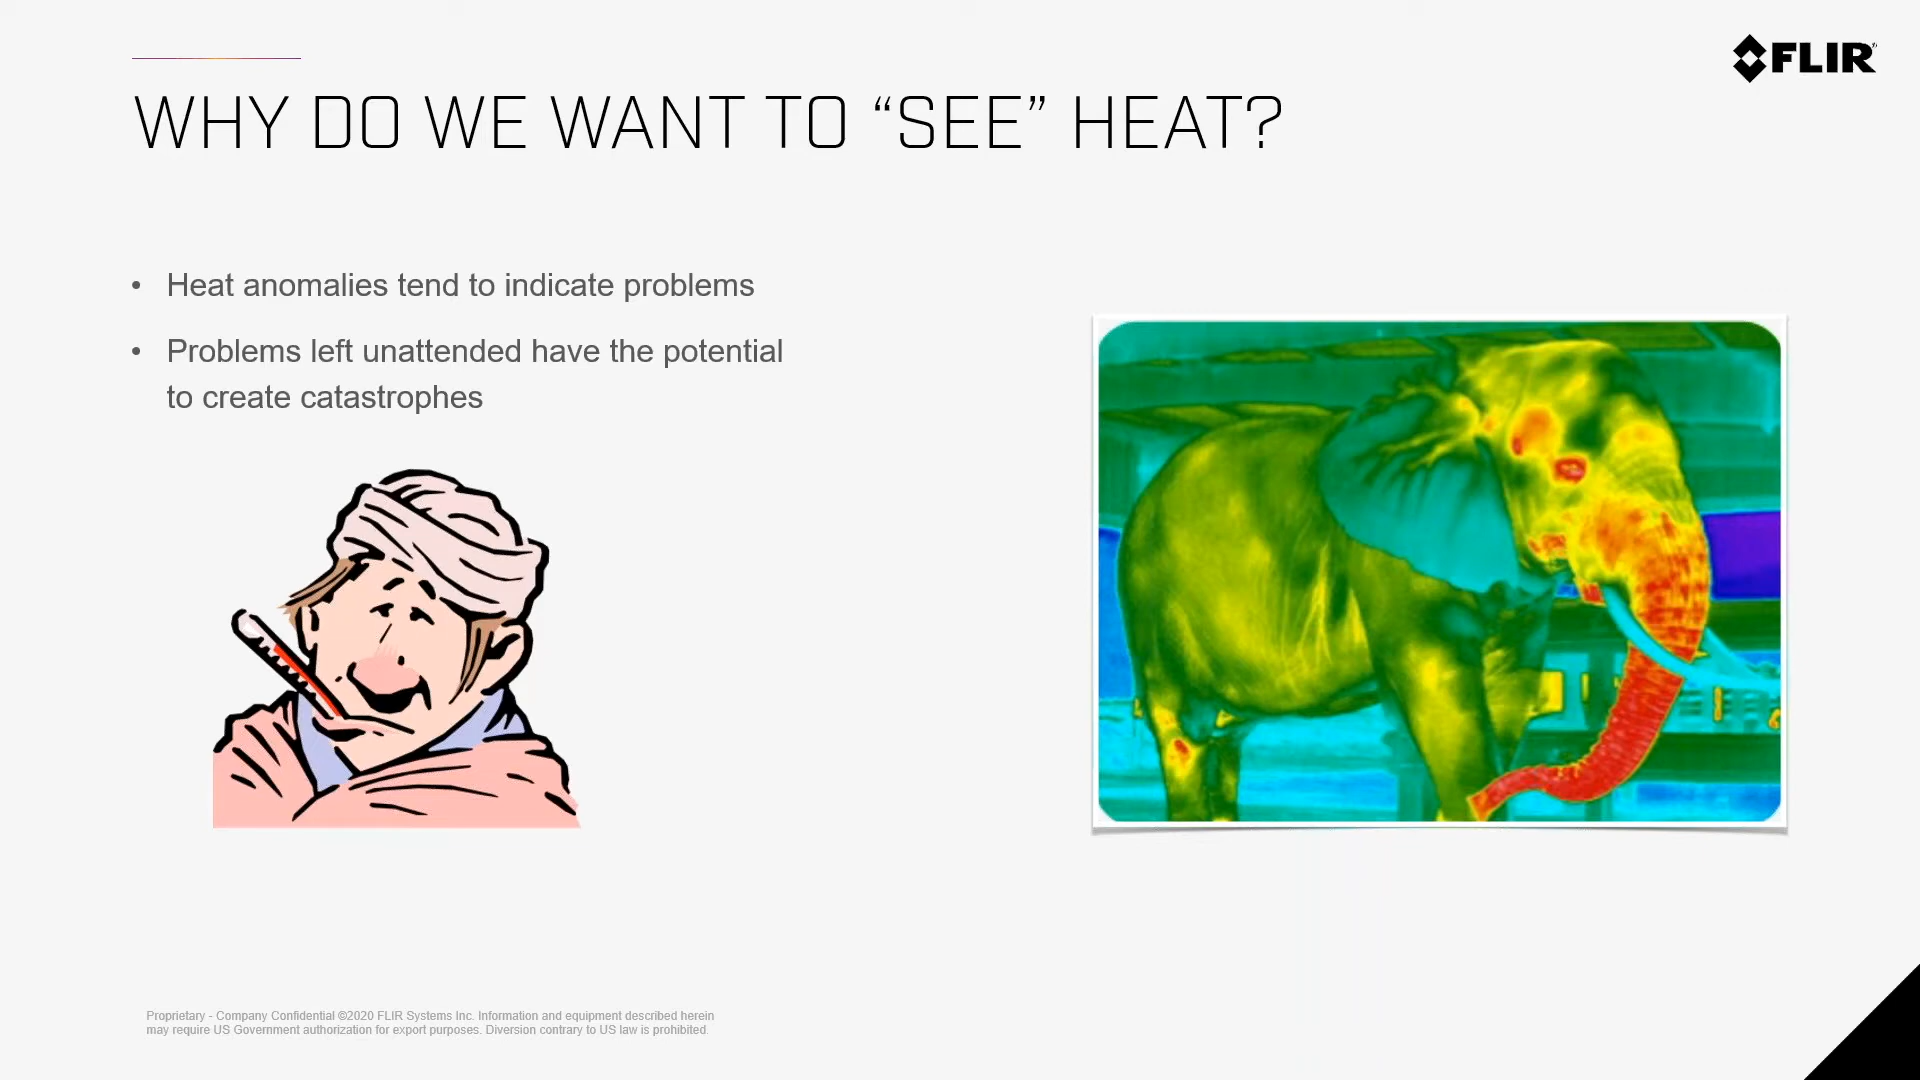 FLIR
WHY DO WE WANT TO “SEE” HEAT?
• Heat anomalies tend to indicate problems
• Problems left unattended have the potential
to create catastrophes
Proprietary - Company Confidential ©2020 FLIR Systems Inc. Information and equipment described herein
may require US Government authorization for export purposes. Diversion contrary to US law is prohibited.